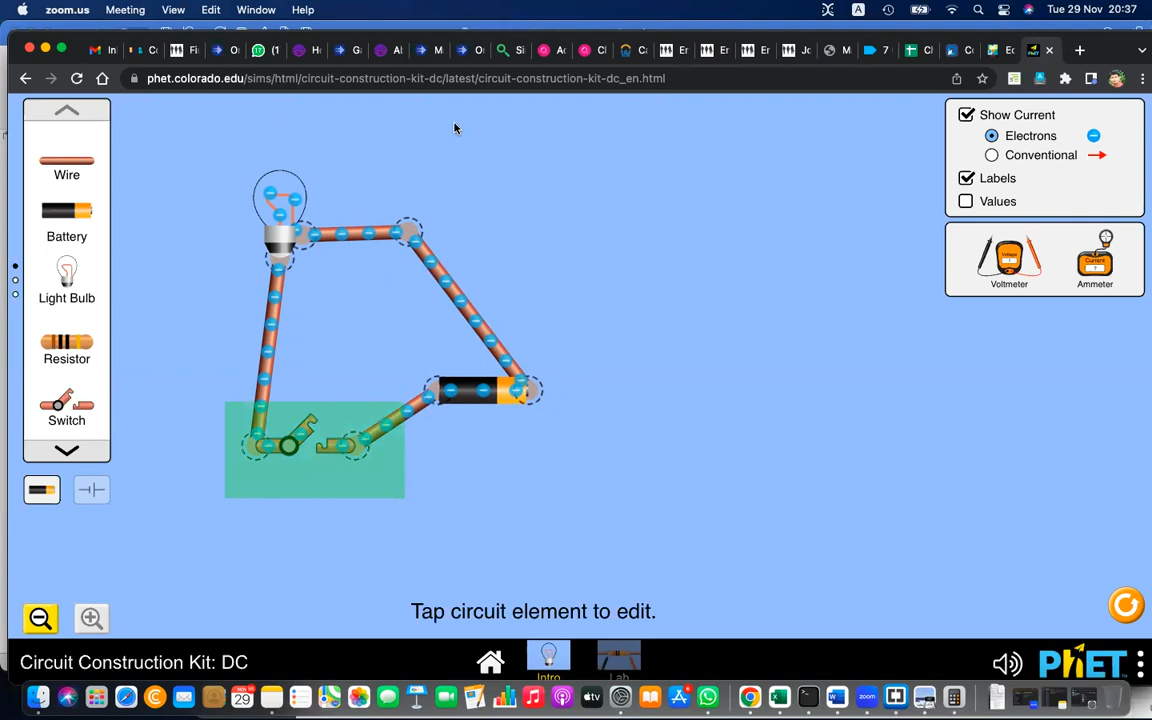 zoom.us Meeting View Edit Window Help A Tue 29 Nov 20:37
phet.colorado.edu/sims/html/circuit-construction-kit-dc/latest/circuit-construction-kit-dc_en.html
Wire
Battery
Light Bulb
Resistor
Switch
Show Current
Electrons
Conventional
Labels
Values
Voltmeter
Ammeter
Tap circuit element to edit.
Circuit Construction Kit: DC
Intro
Lab
PhET